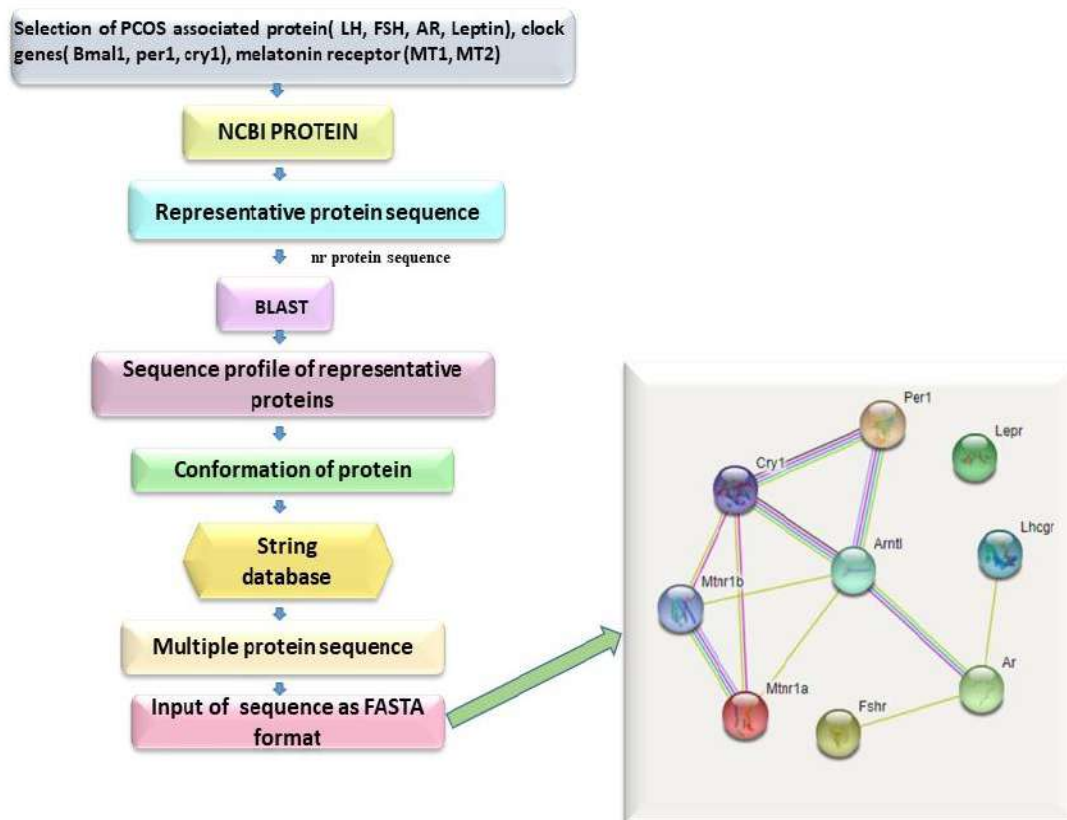 Selection of PCOS associated protein( LH, FSH, AR, Leptin), clock
genes( Bmal1, per1, cry1), melatonin receptor (MT1, MT2)
NCBI PROTEIN
Representative protein sequence
nr protein sequence
BLAST
Sequence profile of representative
proteins
Conformation of protein
String
database
Multiple protein sequence
Input of sequence as FASTA
format
Per1
Lepr
Cry1
Lhcgr
Arntl
Mtnr1b
Ar
Mtnr1a
Fshr